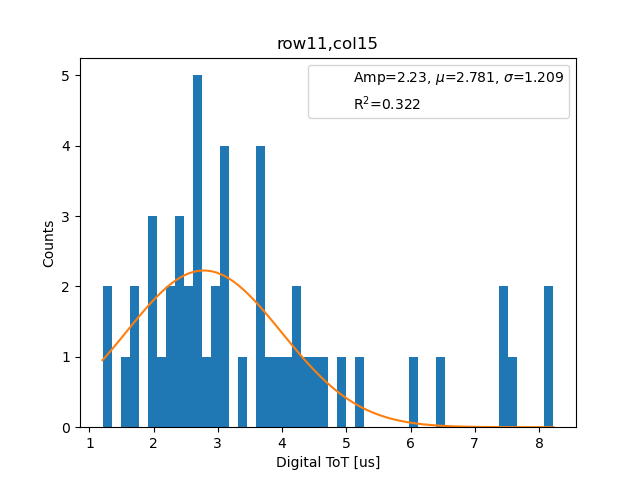 row11,col15
Amp=2.23, μ=2.781, σ=1.209
R²=0.322
Counts
5
4
3
2
1
0
1 2 3 4 5 6 7 8
Digital ToT [us]